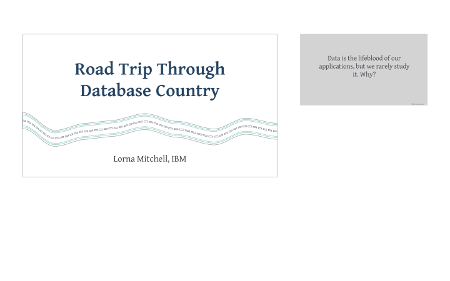 Road Trip Through
Database Country
Lorna Mitchell, IBM
Data is the lifeblood of our
applications, but we rarely study
it. Why?